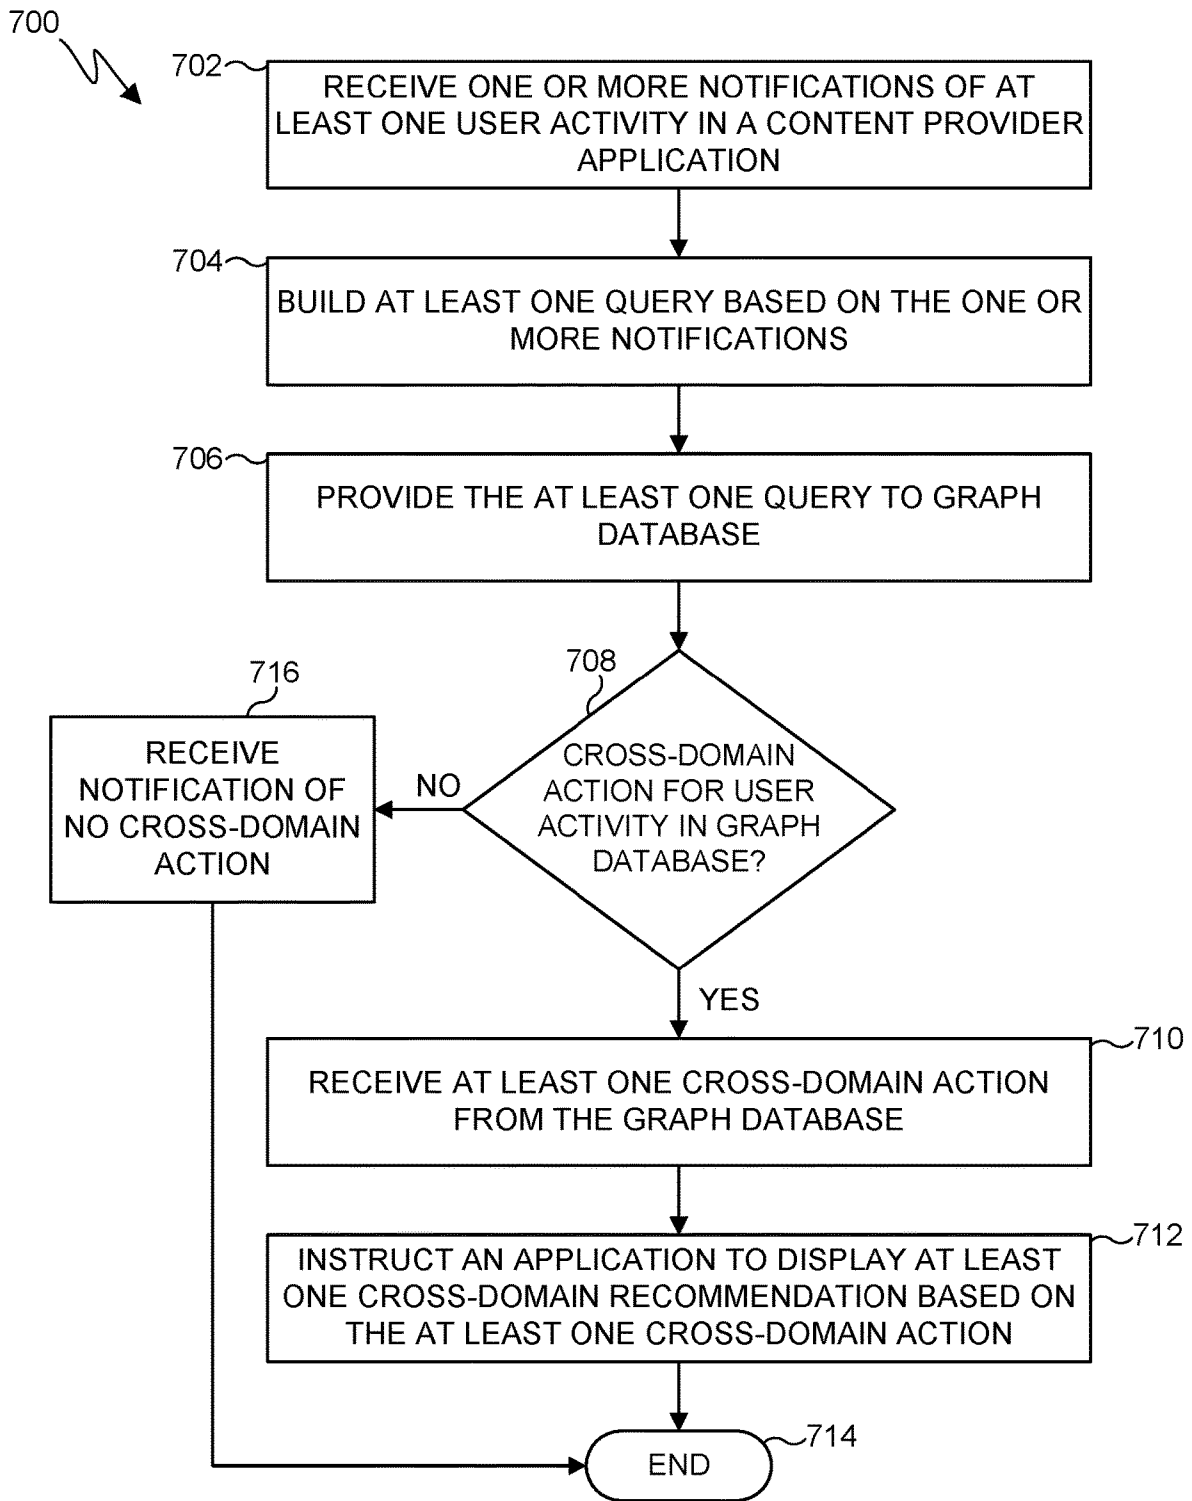 700
702
RECEIVE ONE OR MORE NOTIFICATIONS OF AT
LEAST ONE USER ACTIVITY IN A CONTENT PROVIDER
APPLICATION
704
BUILD AT LEAST ONE QUERY BASED ON THE ONE OR
MORE NOTIFICATIONS
706
PROVIDE THE AT LEAST ONE QUERY TO GRAPH
DATABASE
708
CROSS-DOMAIN
ACTION FOR USER
ACTIVITY IN GRAPH
DATABASE?
NO
716
RECEIVE
NOTIFICATION OF
NO CROSS-DOMAIN
ACTION
YES
710
RECEIVE AT LEAST ONE CROSS-DOMAIN ACTION
FROM THE GRAPH DATABASE
712
INSTRUCT AN APPLICATION TO DISPLAY AT LEAST
ONE CROSS-DOMAIN RECOMMENDATION BASED ON
THE AT LEAST ONE CROSS-DOMAIN ACTION
714
END